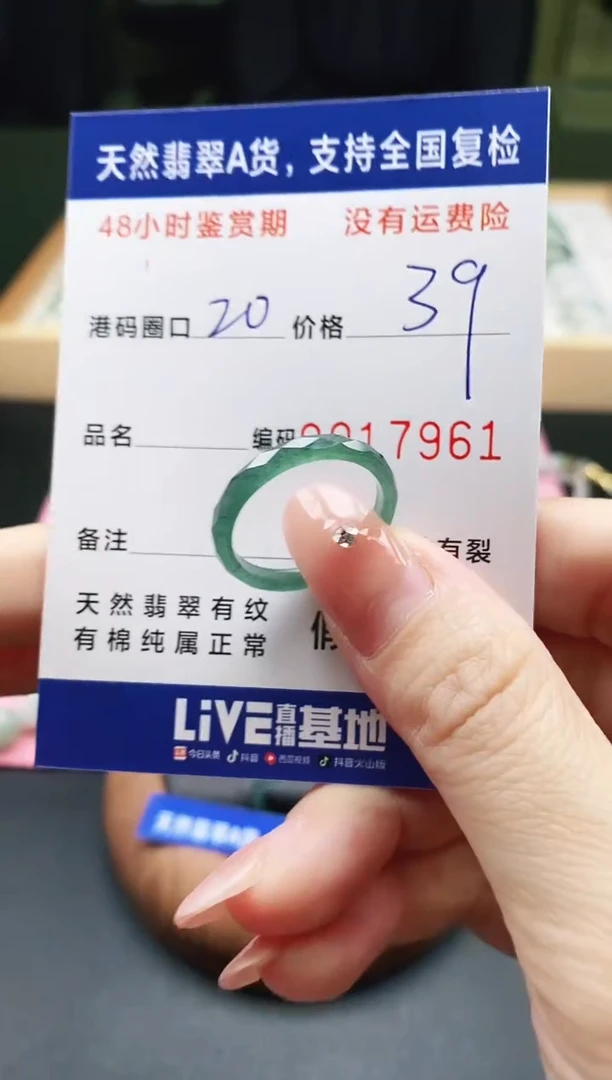 天然翡翠A货，支持全国复检
48小时鉴赏期 没有运费险
港码圈口 20 价格 39
品名 编码 17961
备注 有裂
天然翡翠有纹
有棉纯属正常
LiVE直播基地
今日头条 抖音 西瓜视频 抖音火山版